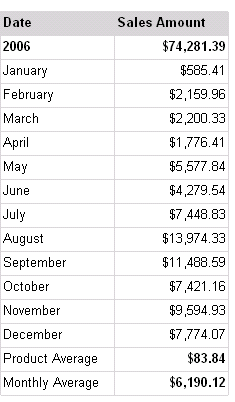 Date Sales Amount
2006 $74,281.39
January $585.41
February $2,159.96
March $2,200.33
April $1,776.41
May $5,577.84
June $4,279.54
July $7,448.83
August $13,974.33
September $11,488.59
October $7,421.16
November $9,594.93
December $7,774.07
Product Average $83.84
Monthly Average $6,190.12